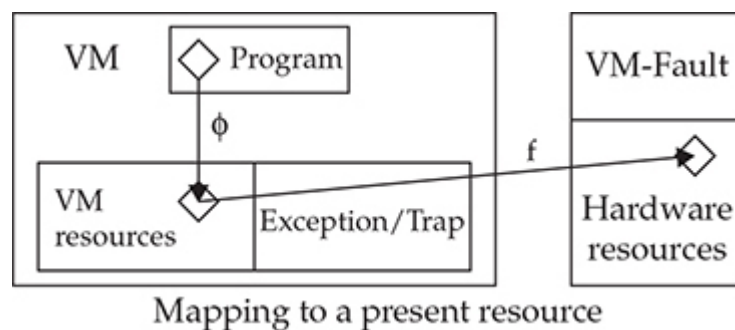 VM
Program
VM-Fault
ϕ
f
VM
resources
Exception/Trap
Hardware
resources
Mapping to a present resource